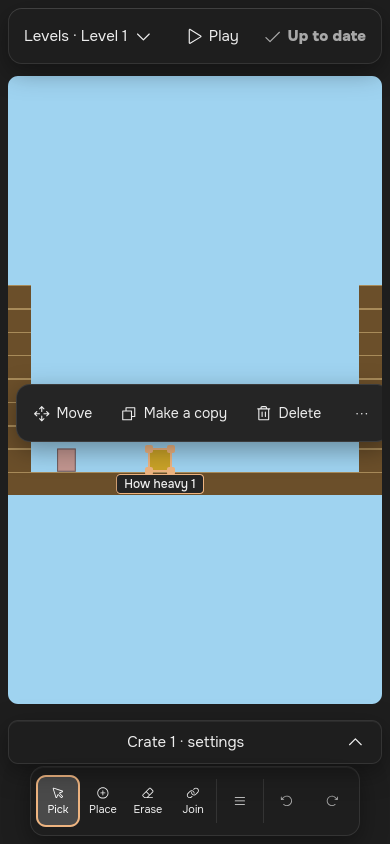 Levels · Level 1
Play
Up to date
Move
Make a copy
Delete
How heavy 1
Crate 1 · settings
Pick
Place
Erase
Join